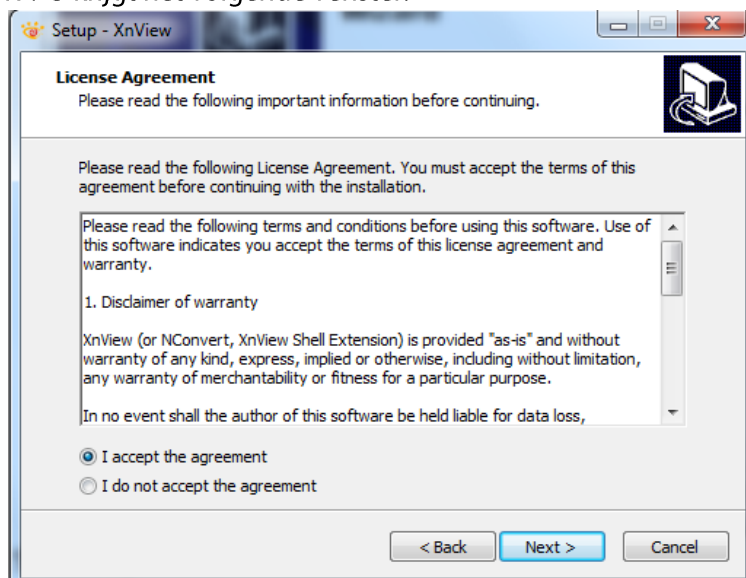 krijgt het volgende venster:
Setup - XnView
License Agreement
Please read the following important information before continuing.
Please read the following License Agreement. You must accept the terms of this
agreement before continuing with the installation.
Please read the following terms and conditions before using this software. Use of
this software indicates you accept the terms of this license agreement and
warranty.
1. Disclaimer of warranty
XnView (or NConvert, XnView Shell Extension) is provided "as-is" and without
warranty of any kind, express, implied or otherwise, including without limitation,
any warranty of merchantability or fitness for a particular purpose.
In no event shall the author of this software be held liable for data loss,
I accept the agreement
I do not accept the agreement
< Back Next > Cancel